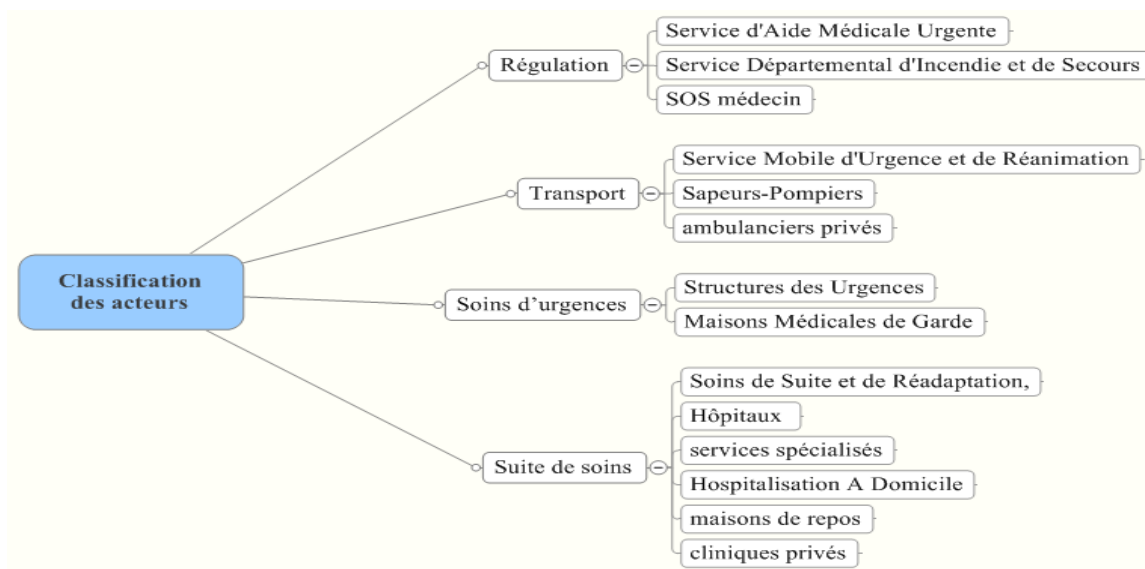 Classification
des acteurs
Régulation
Service d'Aide Médicale Urgente
Service Départemental d'Incendie et de Secours
SOS médecin
Transport
Service Mobile d'Urgence et de Réanimation
Sapeurs-Pompiers
ambulanciers privés
Soins d’urgences
Structures des Urgences
Maisons Médicales de Garde
Suite de soins
Soins de Suite et de Réadaptation,
Hôpitaux
services spécialisés
Hospitalisation A Domicile
maisons de repos
cliniques privés